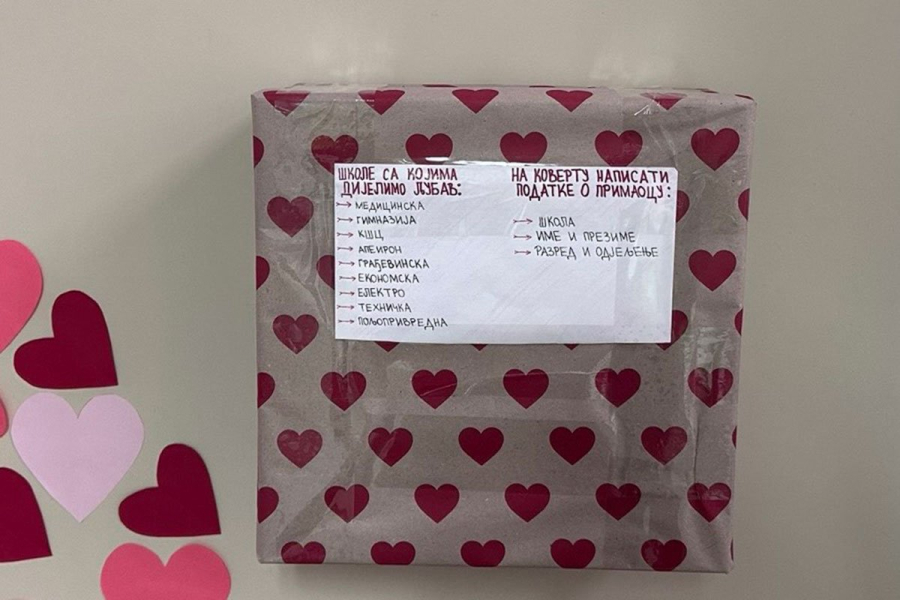 ШКОЛЕ СА КОЈИМА
ДИЈЕЛИМО ЉУБАВ:
→ МЕДИЦИНСКА
→ ГИМНАЗИЈА
→ КШЦ
→ АПЕИРОН
→ ГРАЂЕВИНСКА
→ ЕКОНОМСКА
→ ЕЛЕКТРО
→ ТЕХНИЧКА
→ ПОЉОПРИВРЕДНА
НА КОВЕРТУ НАПИСАТИ
ПОДАТКЕ О ПРИМАОЦУ:
→ ШКОЛА
→ ИМЕ И ПРЕЗИМЕ
→ РАЗРЕД И ОДЈЕЉЕЊЕ